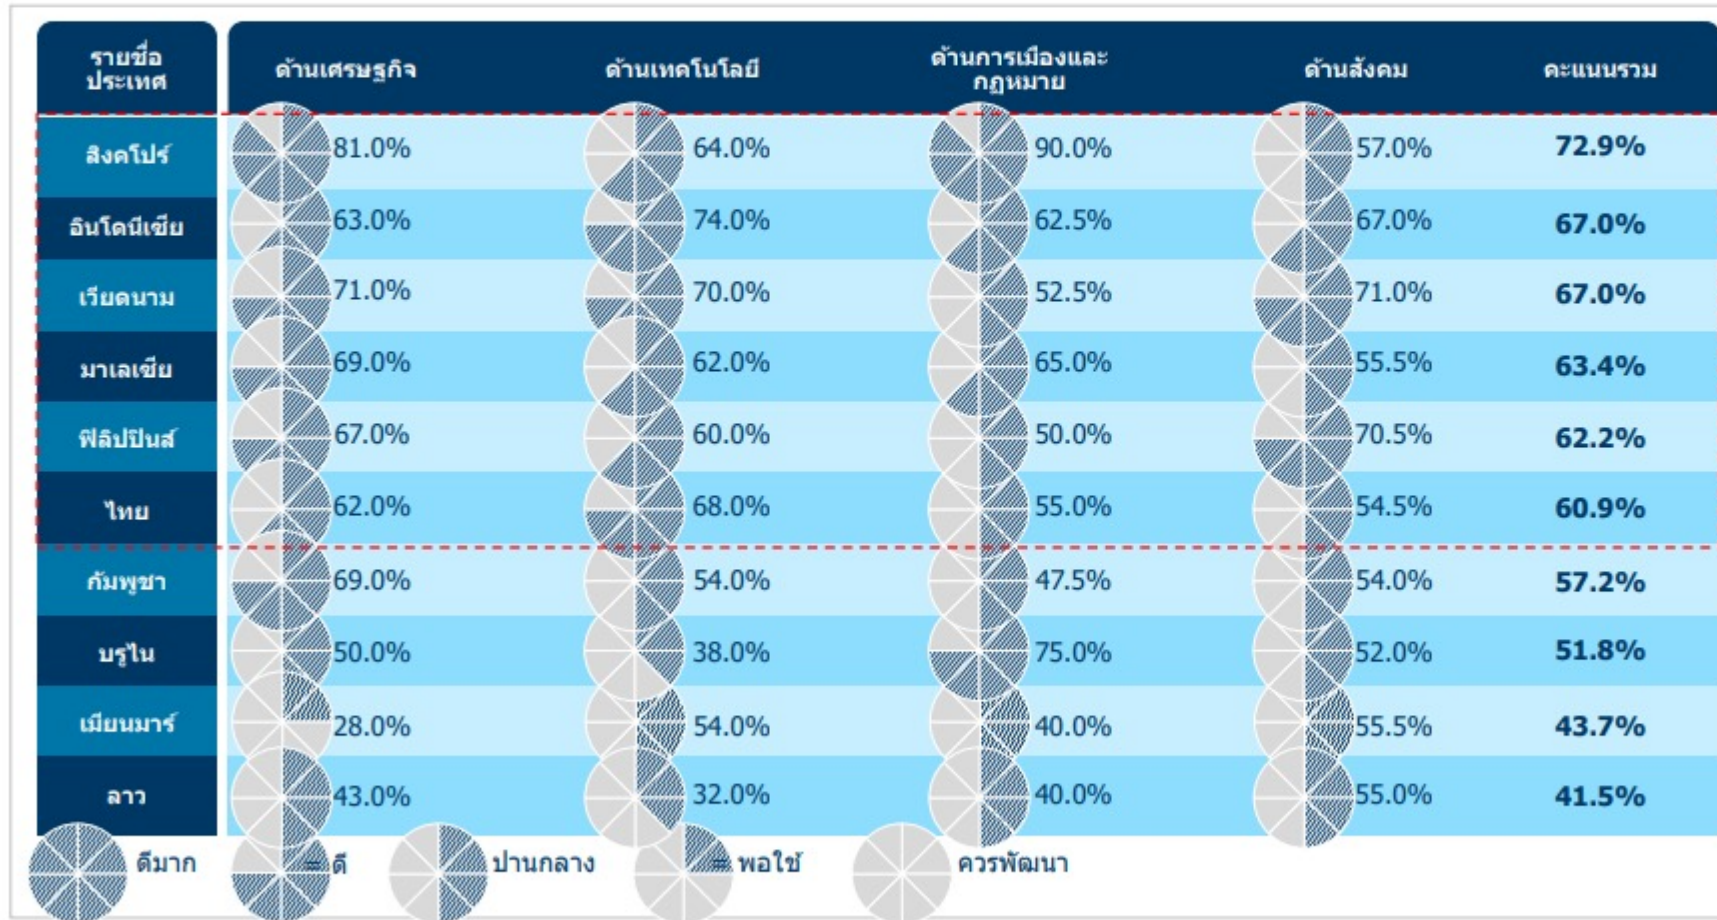 รายชื่อ
ประเทศ
ด้านเศรษฐกิจ
ด้านเทคโนโลยี
ด้านการเมืองและ
กฎหมาย
ด้านสังคม
คะแนนรวม
สิงคโปร์ 81.0% 64.0% 90.0% 57.0% 72.9%
อินโดนีเซีย 63.0% 74.0% 62.5% 67.0% 67.0%
เวียดนาม 71.0% 70.0% 52.5% 71.0% 67.0%
มาเลเซีย 69.0% 62.0% 65.0% 55.5% 63.4%
ฟิลิปปินส์ 67.0% 60.0% 50.0% 70.5% 62.2%
ไทย 62.0% 68.0% 55.0% 54.5% 60.9%
กัมพูชา 69.0% 54.0% 47.5% 54.0% 57.2%
บรูไน 50.0% 38.0% 75.0% 52.0% 51.8%
เมียนมาร์ 28.0% 54.0% 40.0% 55.5% 43.7%
ลาว 43.0% 32.0% 40.0% 55.0% 41.5%
ดีมาก = ดี ปานกลาง = พอใช้ ควรพัฒนา